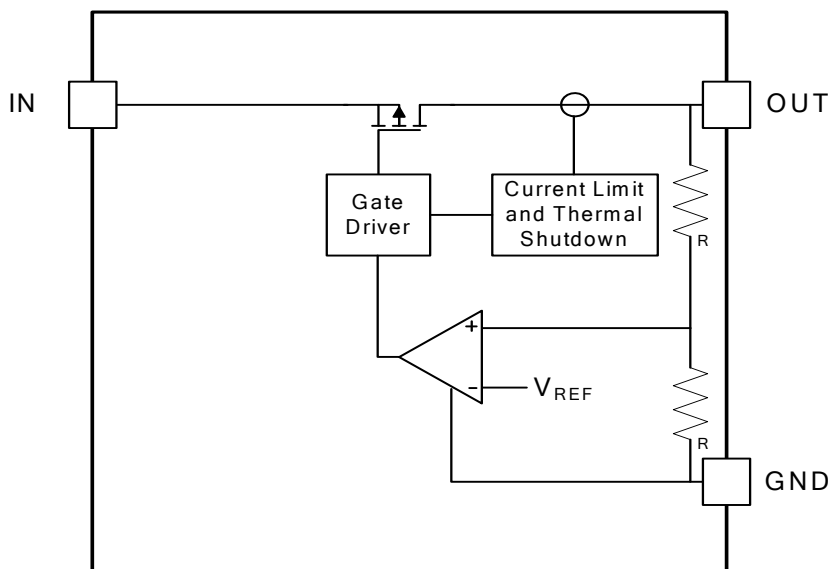 IN
OUT
Gate
Driver
Current Limit
and Thermal
Shutdown
R
+
−
VREF
R
GND